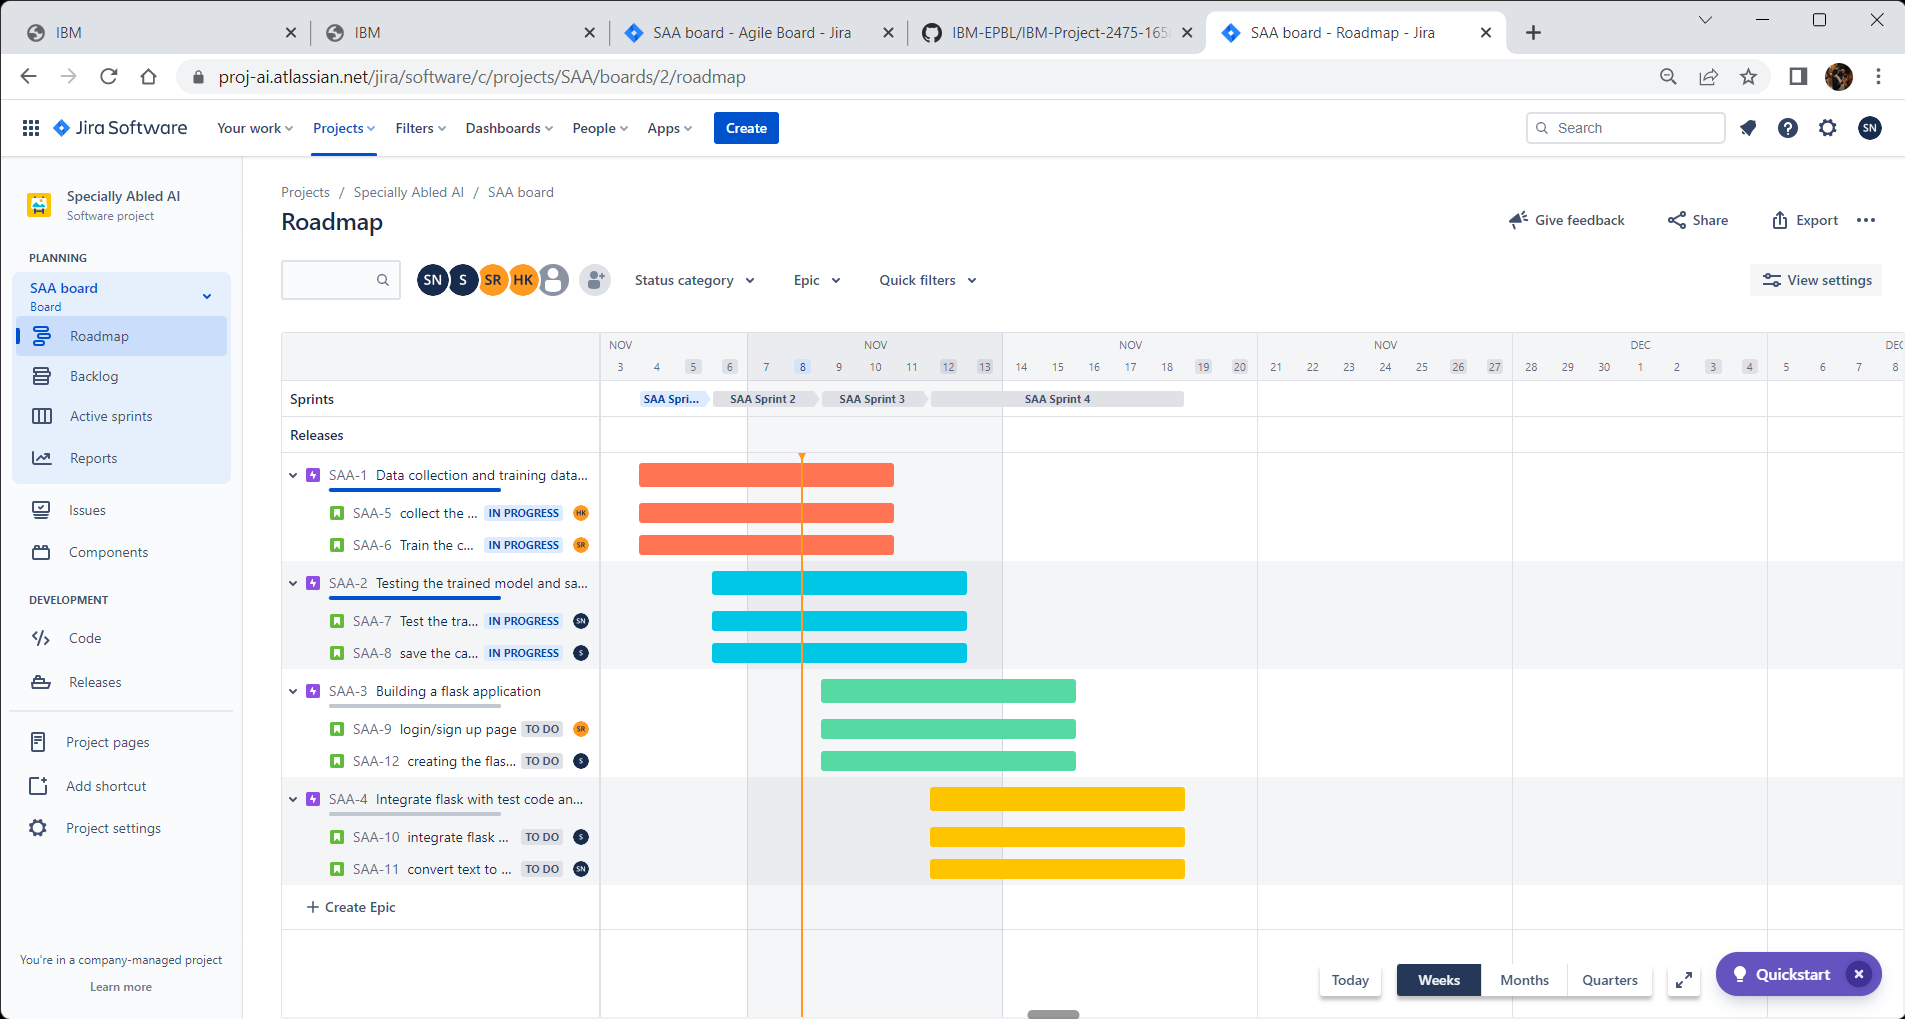 IBM
IBM
SAA board - Agile Board - Jira
IBM-EPBL/IBM-Project-2475-165
SAA board - Roadmap - Jira
proj-ai.atlassian.net/jira/software/c/projects/SAA/boards/2/roadmap
Jira Software
Your work
Projects
Filters
Dashboards
People
Apps
Create
Search
SN
Specially Abled AI
Software project
PLANNING
SAA board
Board
Roadmap
Backlog
Active sprints
Reports
Issues
Components
DEVELOPMENT
Code
Releases
Project pages
Add shortcut
Project settings
You're in a company-managed project
Learn more
Projects / Specially Abled AI / SAA board
Roadmap
Give feedback
Share
Export
SN S SR HK
Status category
Epic
Quick filters
View settings
NOV NOV NOV NOV DEC DEC
3 4 5 6 7 8 9 10 11 12 13 14 15 16 17 18 19 20 21 22 23 24 25 26 27 28 29 30 1 2 3 4 5 6 7 8
Sprints
SAA Spri... SAA Sprint 2 SAA Sprint 3 SAA Sprint 4
Releases
SAA-1 Data collection and training data...
SAA-5 collect the ... IN PROGRESS HK
SAA-6 Train the c... IN PROGRESS SR
SAA-2 Testing the trained model and sa...
SAA-7 Test the tra... IN PROGRESS SN
SAA-8 save the ca... IN PROGRESS S
SAA-3 Building a flask application
SAA-9 login/sign up page TO DO SR
SAA-12 creating the flas... TO DO S
SAA-4 Integrate flask with test code an...
SAA-10 integrate flask ... TO DO S
SAA-11 convert text to ... TO DO SN
+ Create Epic
Today
Weeks
Months
Quarters
Quickstart